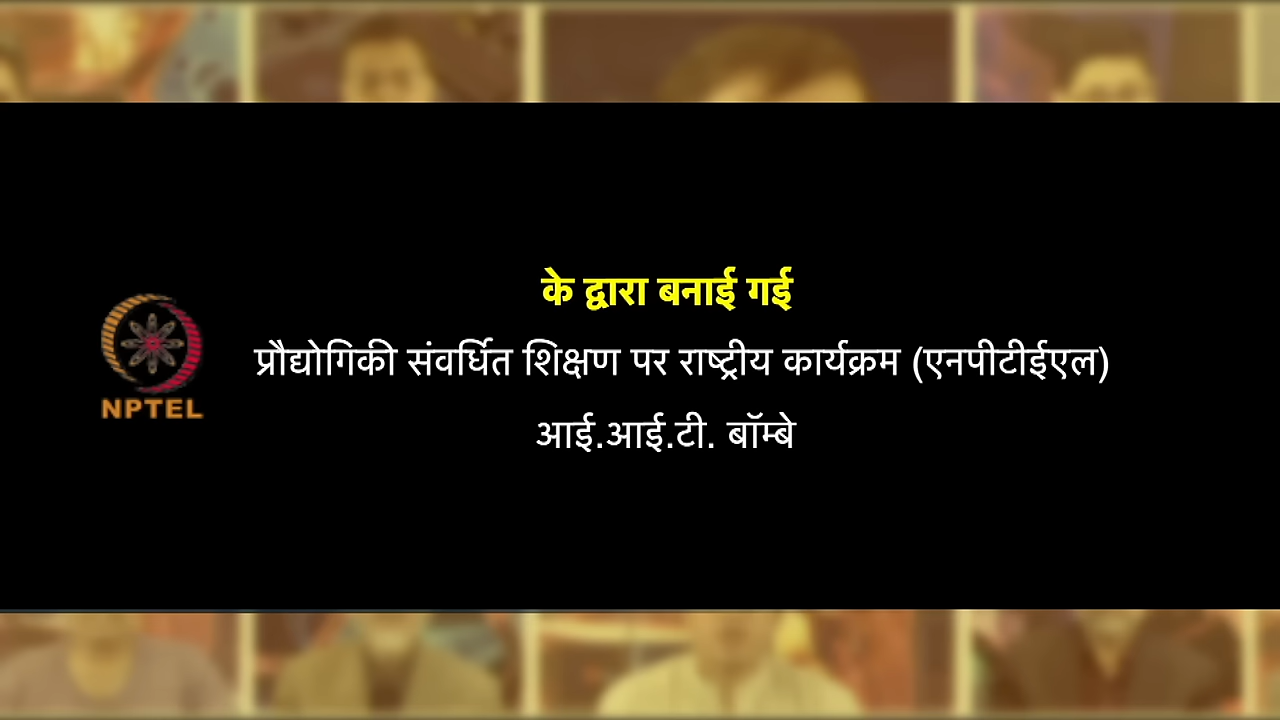 के द्वारा बनाई गई
प्रौद्योगिकी संवर्धित शिक्षण पर राष्ट्रीय कार्यक्रम (एनपीटीईएल)
आई.आई.टी. बॉम्बे
NPTEL